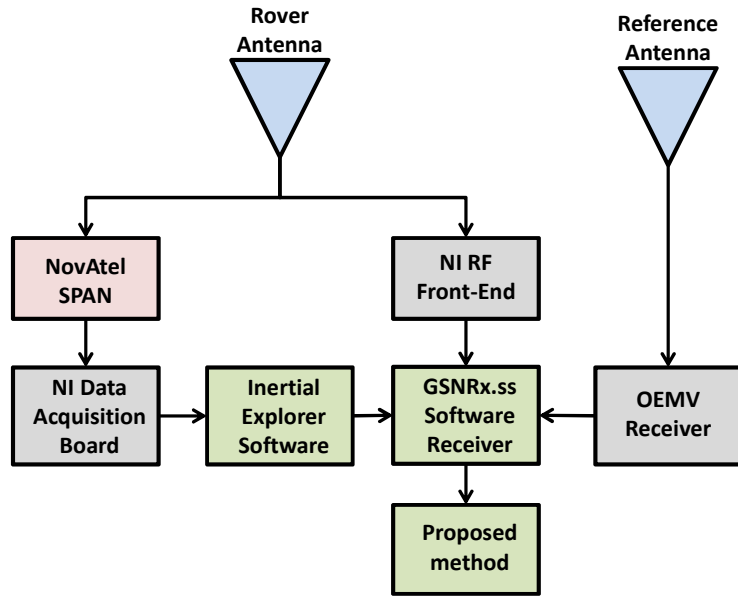 Rover
Antenna
Reference
Antenna
NovAtel
SPAN
NI RF
Front-End
NI Data
Acquisition
Board
Inertial
Explorer
Software
GSNRx.ss
Software
Receiver
OEMV
Receiver
Proposed
method